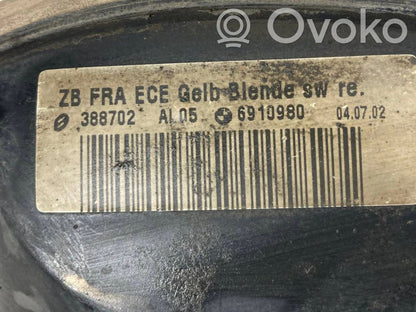 Ovoko
ZB FRA ECE Gelb Blende sw re.
388702 AL05 6910980 04.07.02